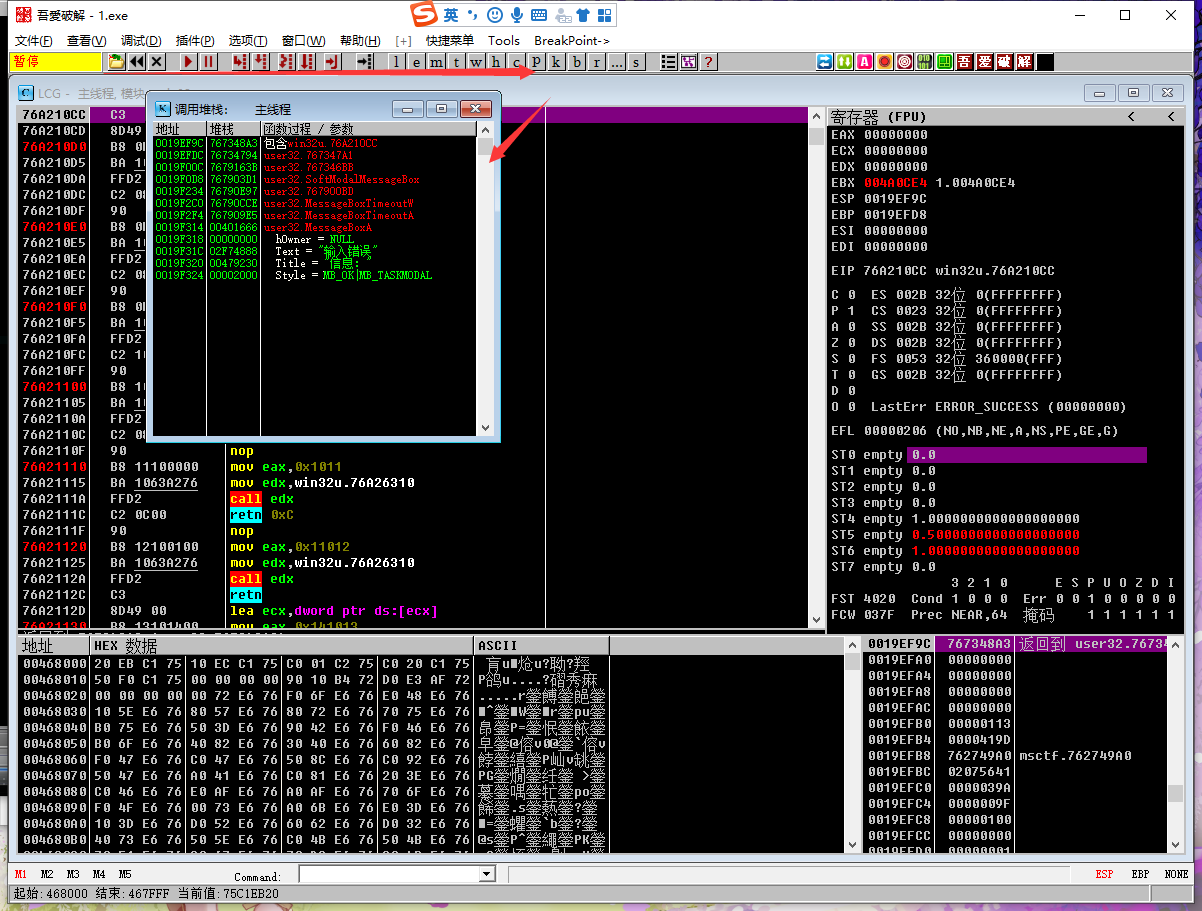 吾愛破解 - 1.exe
英
文件(F) 查看(V) 调试(D) 插件(P) 选项(T) 窗口(W) 帮助(H) [+] 快捷菜单 Tools BreakPoint->
暂停
l e m t w h c p k b r ... s ?
A 吾 爱 破 解
C LCG - 主线程, 模块
K 调用堆栈: 主线程
地址 堆栈 函数过程 / 参数
0019EF9C 767348A3 包含win32u.76A210CC
0019EFDC 76734794 user32.767347A1
0019F00C 7679163B user32.767346BB
0019F0D8 767903D1 user32.SoftModalMessageBox
0019F234 76790E97 user32.767900BD
0019F2C0 76790CCE user32.MessageBoxTimeoutW
0019F2F4 767909E5 user32.MessageBoxTimeoutA
0019F314 00401666 user32.MessageBoxA
0019F318 00000000 hOwner = NULL
0019F31C 02F74888 Text = "输入错误"
0019F320 00479230 Title = "信息："
0019F324 00002000 Style = MB_OK|MB_TASKMODAL
76A210CC C3
76A210CD 8D49
76A210D0
76A210D5
76A210DA FFD2
76A210DC
76A210DF 90
76A210E0
76A210E5
76A210EA FFD2
76A210EC
76A210EF 90
76A210F0
76A210F5
76A210FA FFD2
76A210FC
76A210FF 90
76A21100
76A21105
76A2110A FFD2
76A2110C
76A2110F 90 nop
76A21110 B8 11100000 mov eax,0x1011
76A21115 BA 1063A276 mov edx,win32u.76A26310
76A2111A FFD2 call edx
76A2111C C2 0C00 retn 0xC
76A2111F 90 nop
76A21120 B8 12100100 mov eax,0x11012
76A21125 BA 1063A276 mov edx,win32u.76A26310
76A2112A FFD2 call edx
76A2112C C3 retn
76A2112D 8D49 00 lea ecx,dword ptr ds:[ecx]
76A21130 B8 13101400 mov eax,0x141013
寄存器 (FPU) < <
EAX 00000000
ECX 00000000
EDX 00000000
EBX 004A0CE4 1.004A0CE4
ESP 0019EF9C
EBP 0019EFD8
ESI 00000000
EDI 00000000
EIP 76A210CC win32u.76A210CC
C 0 ES 002B 32位 0(FFFFFFFF)
P 1 CS 0023 32位 0(FFFFFFFF)
A 0 SS 002B 32位 0(FFFFFFFF)
Z 0 DS 002B 32位 0(FFFFFFFF)
S 0 FS 0053 32位 360000(FFF)
T 0 GS 002B 32位 0(FFFFFFFF)
D 0
O 0 LastErr ERROR_SUCCESS (00000000)
EFL 00000206 (NO,NB,NE,A,NS,PE,GE,G)
ST0 empty 0.0
ST1 empty 0.0
ST2 empty 0.0
ST3 empty 0.0
ST4 empty 1.0000000000000000000
ST5 empty 0.5000000000000000000
ST6 empty 1.0000000000000000000
ST7 empty 0.0
3 2 1 0 E S P U O Z D I
FST 4020 Cond 1 0 0 0 Err 0 0 1 0 0 0 0 0
FCW 037F Prec NEAR,64 掩码 1 1 1 1 1 1
地址 HEX 数据 ASCII
00468000 20 EB C1 75 10 EC C1 75 C0 01 C2 75 C0 20 C1 75
00468010 50 F0 C1 75 00 00 00 00 90 10 B4 72 D0 E3 AF 72
00468020 00 00 00 00 00 72 E6 76 F0 6F E6 76 E0 48 E6 76
00468030 10 5E E6 76 80 57 E6 76 80 72 E6 76 70 75 E6 76
00468040 B0 75 E6 76 50 3D E6 76 90 42 E6 76 F0 46 E6 76
00468050 B0 6F E6 76 40 82 E6 76 30 40 E6 76 60 82 E6 76
00468060 F0 47 E6 76 C0 47 E6 76 50 8C E6 76 C0 92 E6 76
00468070 50 47 E6 76 A0 41 E6 76 C0 81 E6 76 20 3E E6 76
00468080 C0 46 E6 76 E0 AF E6 76 A0 AF E6 76 70 6F E6 76
00468090 F0 4F E6 76 00 73 E6 76 A0 6B E6 76 E0 3D E6 76
004680A0 10 3D E6 76 D0 52 E6 76 60 62 E6 76 D0 32 E6 76
004680B0 40 73 E6 76 50 5E E6 76 C0 4B E6 76 50 4B E6 76
0019EF9C 767348A3 返回到 user32.76734
0019EFA0 00000000
0019EFA4 00000000
0019EFA8 00000000
0019EFAC 00000000
0019EFB0 00000113
0019EFB4 0000419D
0019EFB8 762749A0 msctf.762749A0
0019EFBC 02075641
0019EFC0 0000039A
0019EFC4 0000009F
0019EFC8 00000100
0019EFCC 00000000
0019EFD0 00000001
M1 M2 M3 M4 M5 Command: ESP EBP NONE
起始: 468000 结束: 467FFF 当前值: 75C1EB20